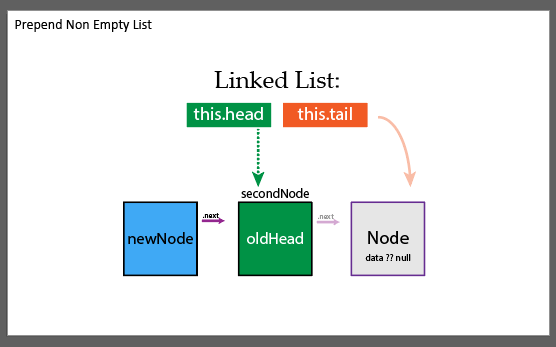 Prepend Non Empty List
Linked List:
this.head this.tail
secondNode
newNode .next oldHead .next Node
data ?? null